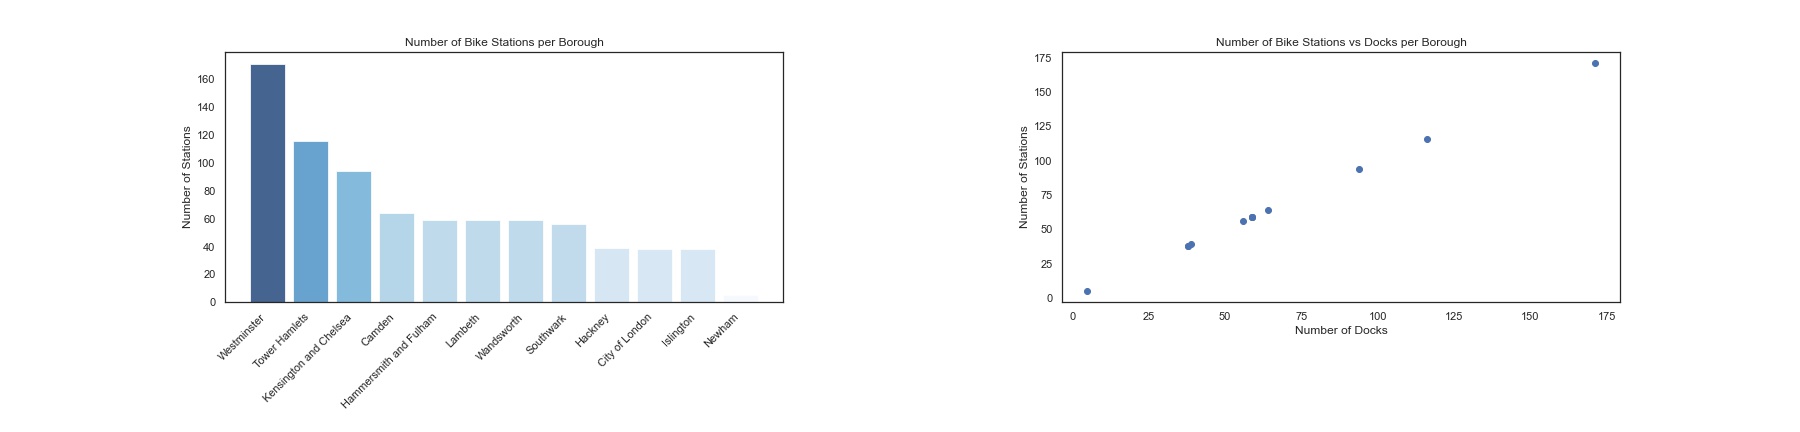 Number of Bike Stations per Borough
Number of Stations
160
140
120
100
80
60
40
20
0
Westminster
Tower Hamlets
Kensington and Chelsea
Camden
Hammersmith and Fulham
Lambeth
Wandsworth
Southwark
Hackney
City of London
Islington
Newham
Number of Bike Stations vs Docks per Borough
Number of Stations
175
150
125
100
75
50
25
0
0 25 50 75 100 125 150 175
Number of Docks